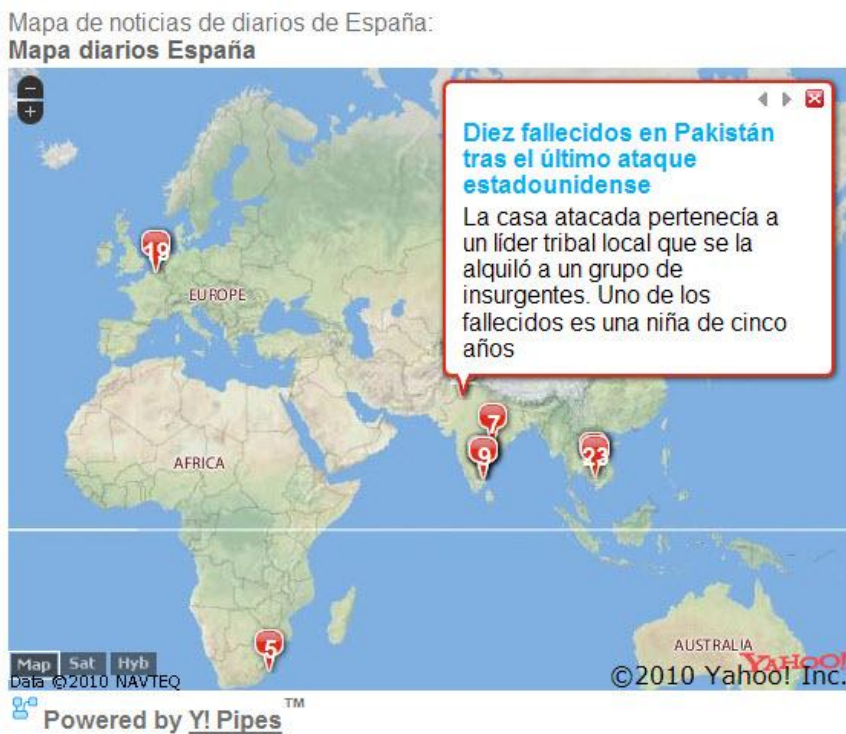 Mapa de noticias de diarios de España:
Mapa diarios España
Diez fallecidos en Pakistán
tras el último ataque
estadounidense
La casa atacada pertenecía a
un líder tribal local que se la
alquiló a un grupo de
insurgentes. Uno de los
fallecidos es una niña de cinco
años
19
EUROPE
7
9
23
AFRICA
5
AUSTRALIA
Map Sat Hyb
YAHOO!
Data ©2010 NAVTEQ
©2010 Yahoo! Inc.
Powered by Y! Pipes™